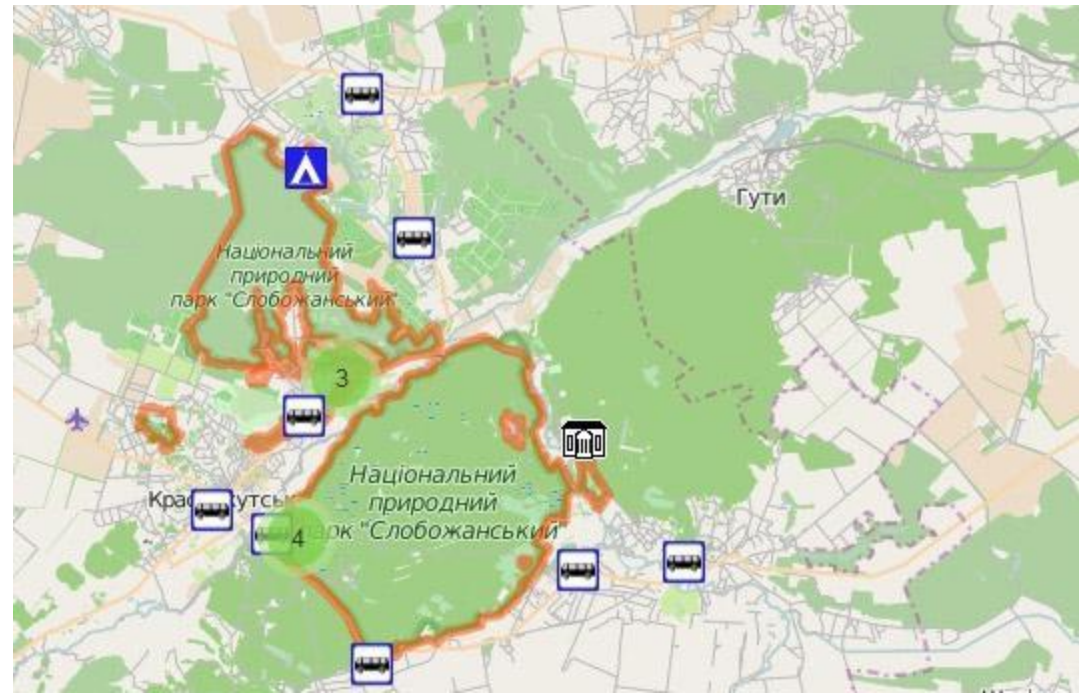 Гути
Національний
природний
парк "Слобожанський"
3
Національний
природний
парк "Слобожанський"
4